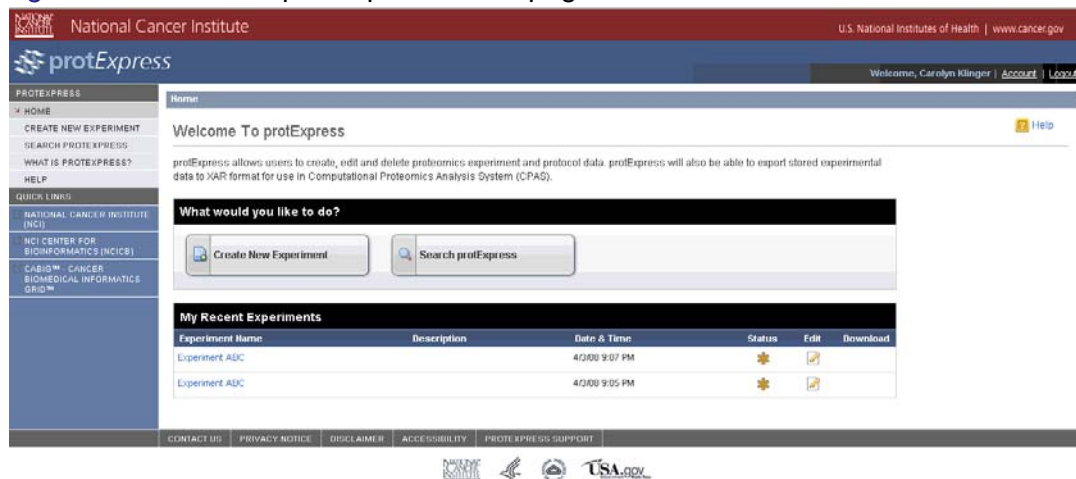 National Cancer Institute
U.S. National Institutes of Health | www.cancer.gov
protExpress
Welcome, Carolyn Klinger | Account | Logout
PROTEXPRESS
HOME
CREATE NEW EXPERIMENT
SEARCH PROTEXPRESS
WHAT IS PROTEXPRESS?
HELP
QUICK LINKS
NATIONAL CANCER INSTITUTE
(NCI)
NCI CENTER FOR
BIOINFORMATICS (NCICB)
CABIG™ - CANCER
BIOMEDICAL INFORMATICS
GRID™
Home
Welcome To protExpress
Help
protExpress allows users to create, edit and delete proteomics experiment and protocol data. protExpress will also be able to export stored experimental
data to XAR format for use in Computational Proteomics Analysis System (CPAS).
What would you like to do?
Create New Experiment
Search protExpress
My Recent Experiments
Experiment Name Description Date & Time Status Edit Download
Experiment ABC 4/3/08 9:07 PM
Experiment ABC 4/3/08 9:05 PM
CONTACT US PRIVACY NOTICE DISCLAIMER ACCESSIBILITY PROTEXPRESS SUPPORT
USA.gov